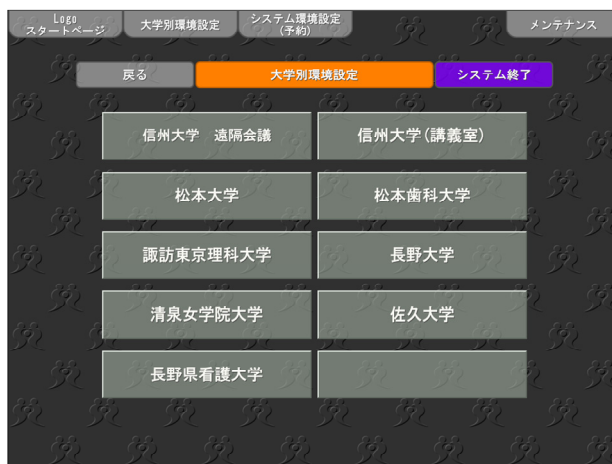 Logo
スタートページ
大学別環境設定
システム環境設定
(予約)
メンテナンス
戻る
大学別環境設定
システム終了
信州大学　遠隔会議
信州大学(講義室)
松本大学
松本歯科大学
諏訪東京理科大学
長野大学
清泉女学院大学
佐久大学
長野県看護大学